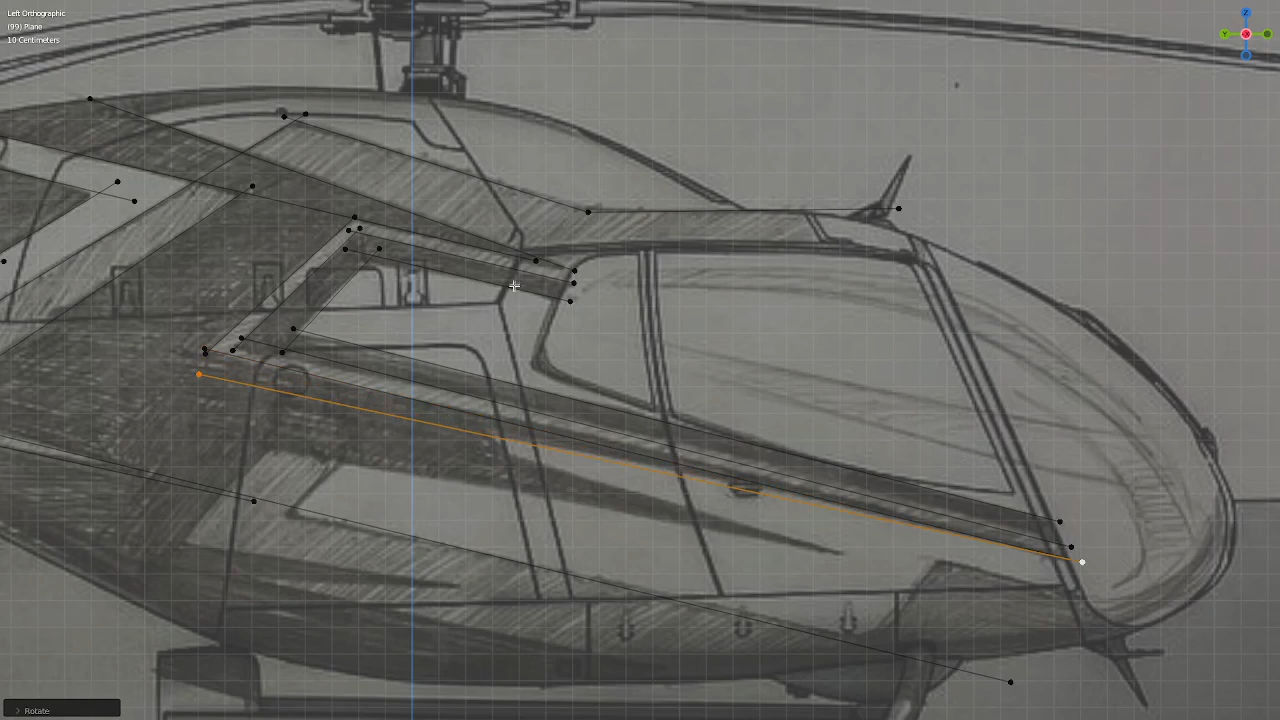 Left Orthographic
(99) Plane
10 Centimeters
Z
Y
X
> Rotate